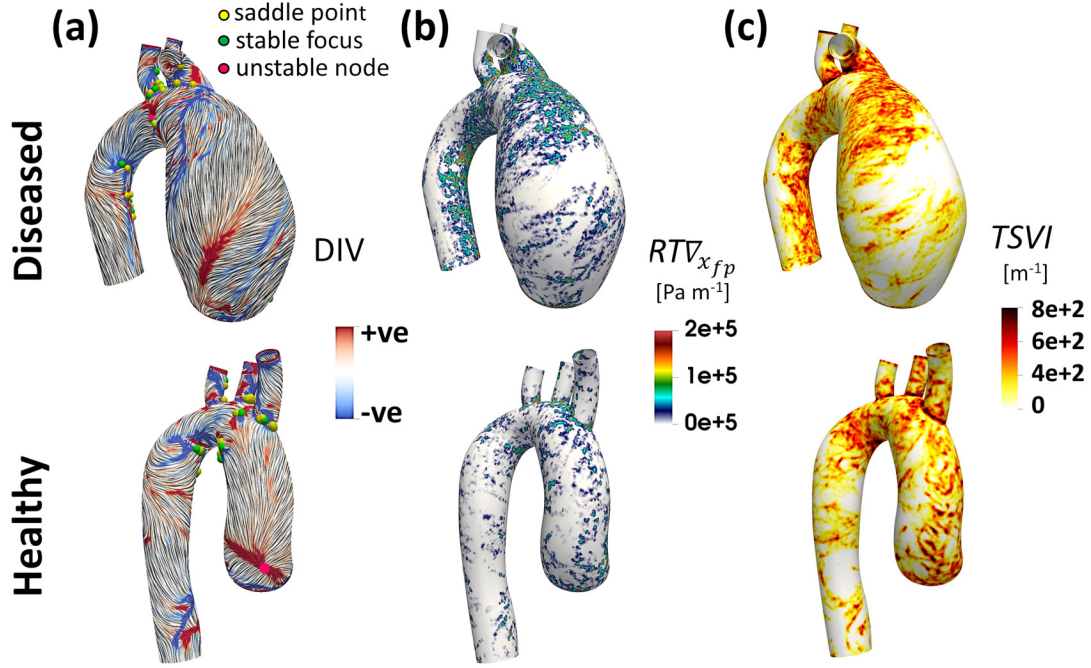 (a)
saddle point
stable focus
unstable node
(b)
(c)
Diseased
DIV
+ve
-ve
RT∇x_fp
[Pa m⁻¹]
2e+5
1e+5
0e+5
TSVI
[m⁻¹]
8e+2
6e+2
4e+2
0
Healthy